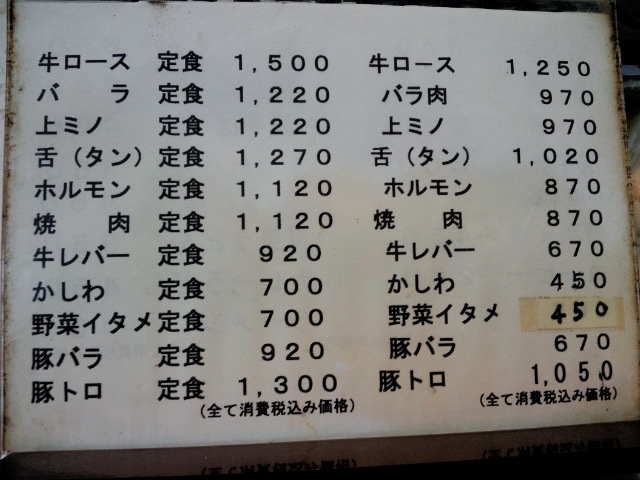 牛ロース 定食 1,500
バラ 定食 1,220
上ミノ 定食 1,220
舌(タン) 定食 1,270
ホルモン 定食 1,120
焼肉 定食 1,120
牛レバー 定食 920
かしわ 定食 700
野菜イタメ 定食 700
豚バラ 定食 920
豚トロ 定食 1,300
(全て消費税込み価格)
牛ロース 1,250
バラ肉 970
上ミノ 970
舌(タン) 1,020
ホルモン 870
焼肉 870
牛レバー 670
かしわ 450
野菜イタメ 450
豚バラ 670
豚トロ 1,050
(全て消費税込み価格)